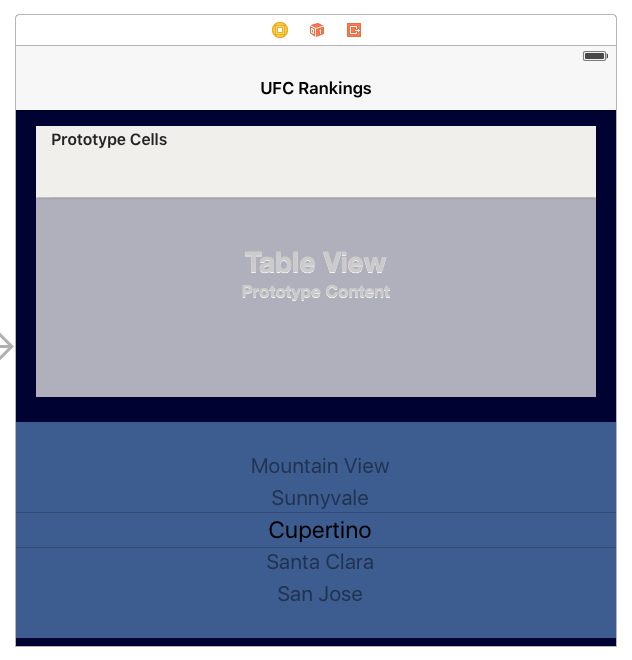 UFC Rankings
Prototype Cells
Table View
Prototype Content
Mountain View
Sunnyvale
Cupertino
Santa Clara
San Jose